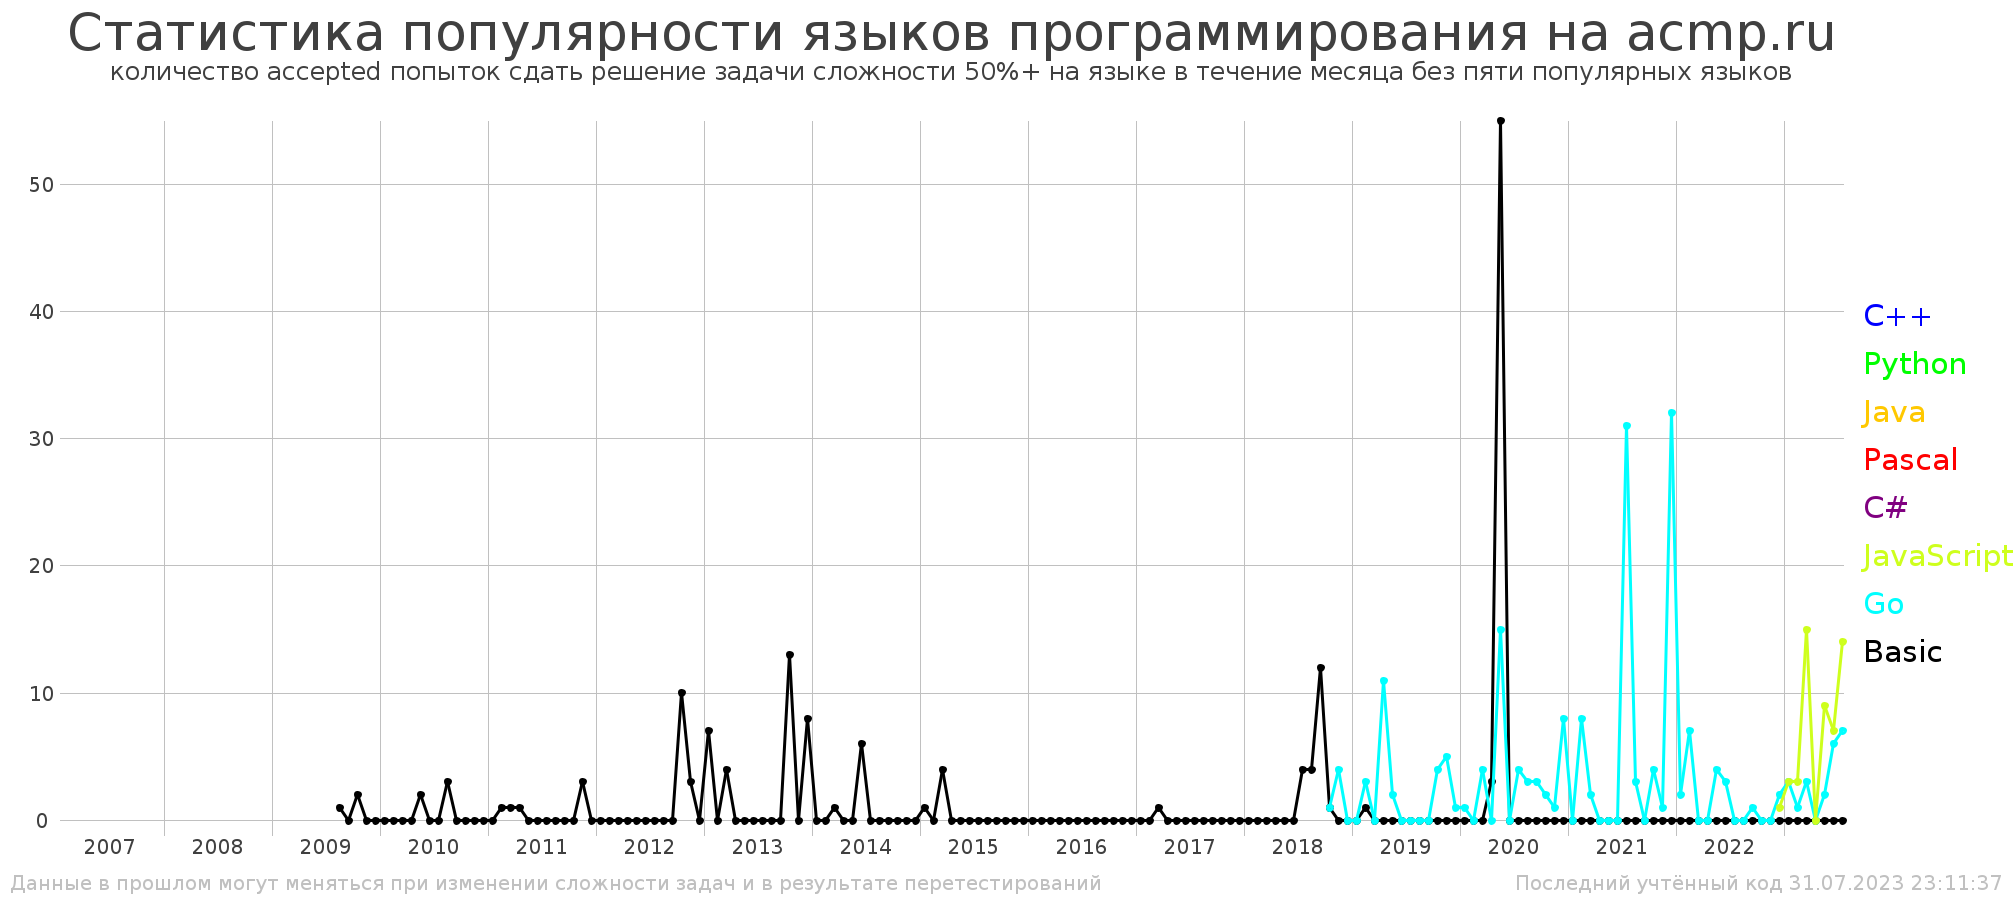 Статистика популярности языков программирования на acmp.ru
количество accepted попыток сдать решение задачи сложности 50%+ на языке в течение месяца без пяти популярных языков
50
40
30
20
10
0
C++
Python
Java
Pascal
C#
JavaScript
Go
Basic
2007 2008 2009 2010 2011 2012 2013 2014 2015 2016 2017 2018 2019 2020 2021 2022
Данные в прошлом могут меняться при изменении сложности задач и в результате перетестирований
Последний учтённый код 31.07.2023 23:11:37